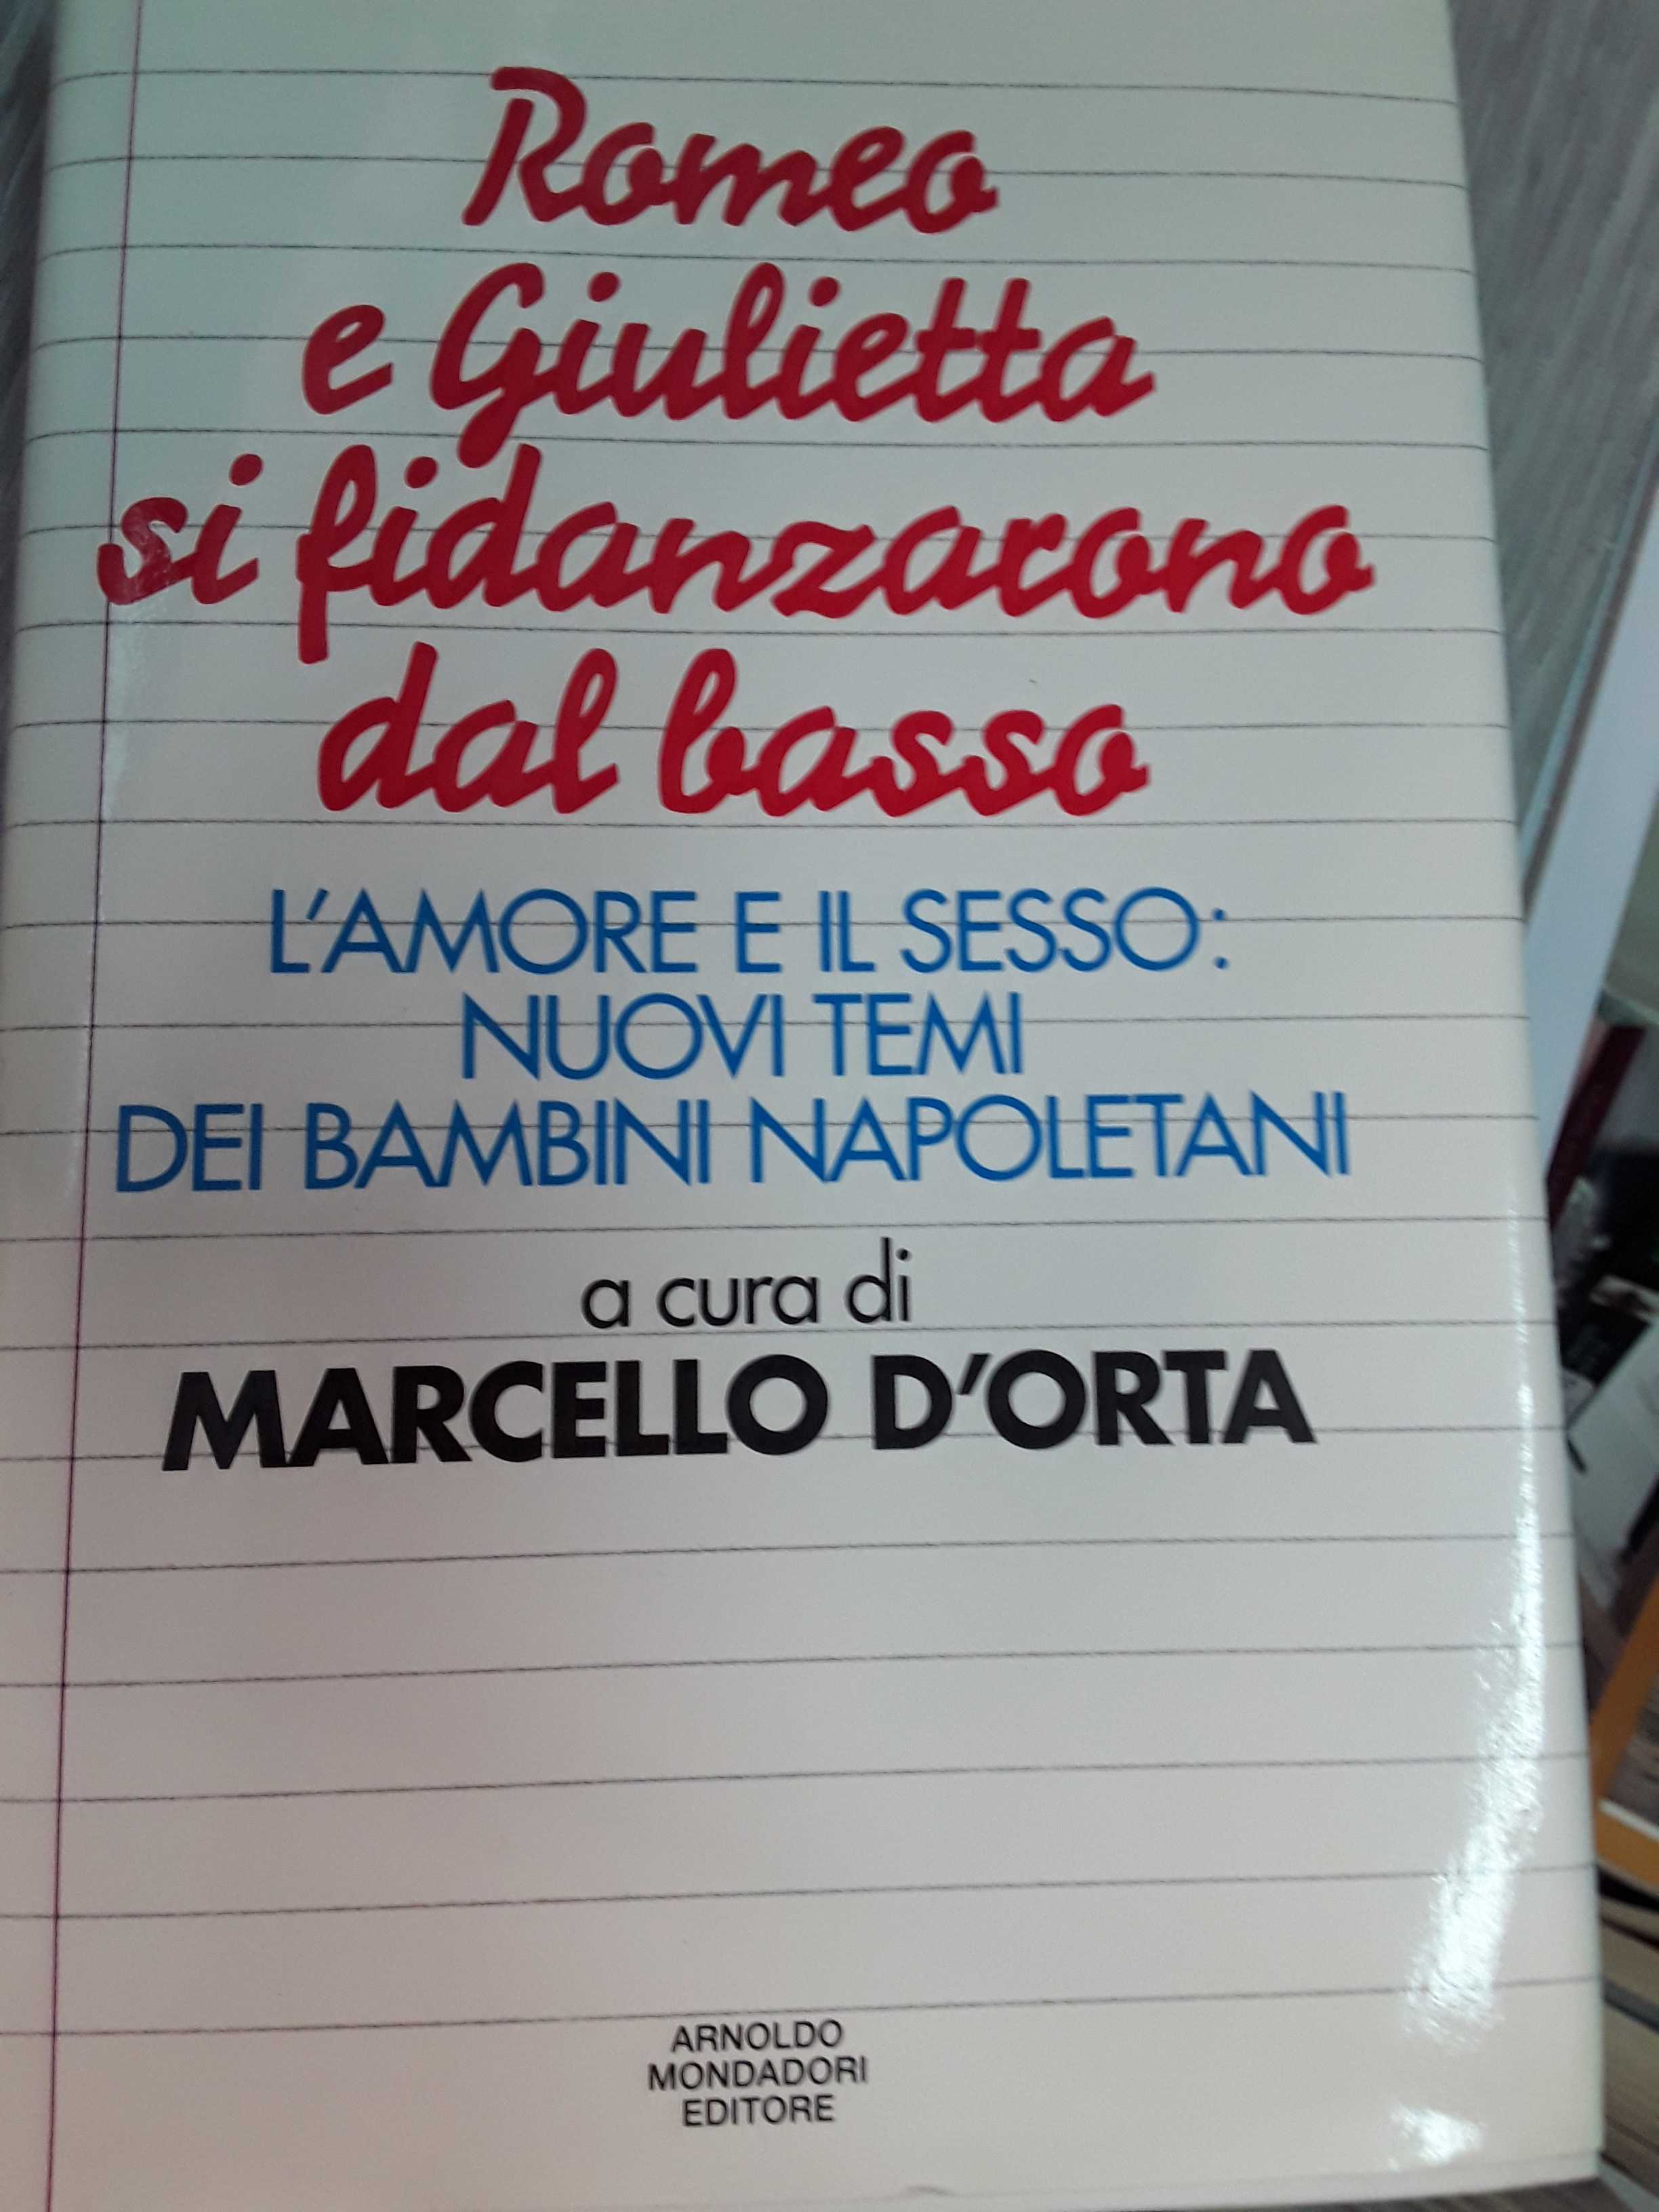 Romeo
e Giulietta
si fidanzarono
dal basso
L'AMORE E IL SESSO:
NUOVI TEMI
DEI BAMBINI NAPOLETANI
a cura di
MARCELLO D'ORTA
ARNOLDO
MONDADORI
EDITORE